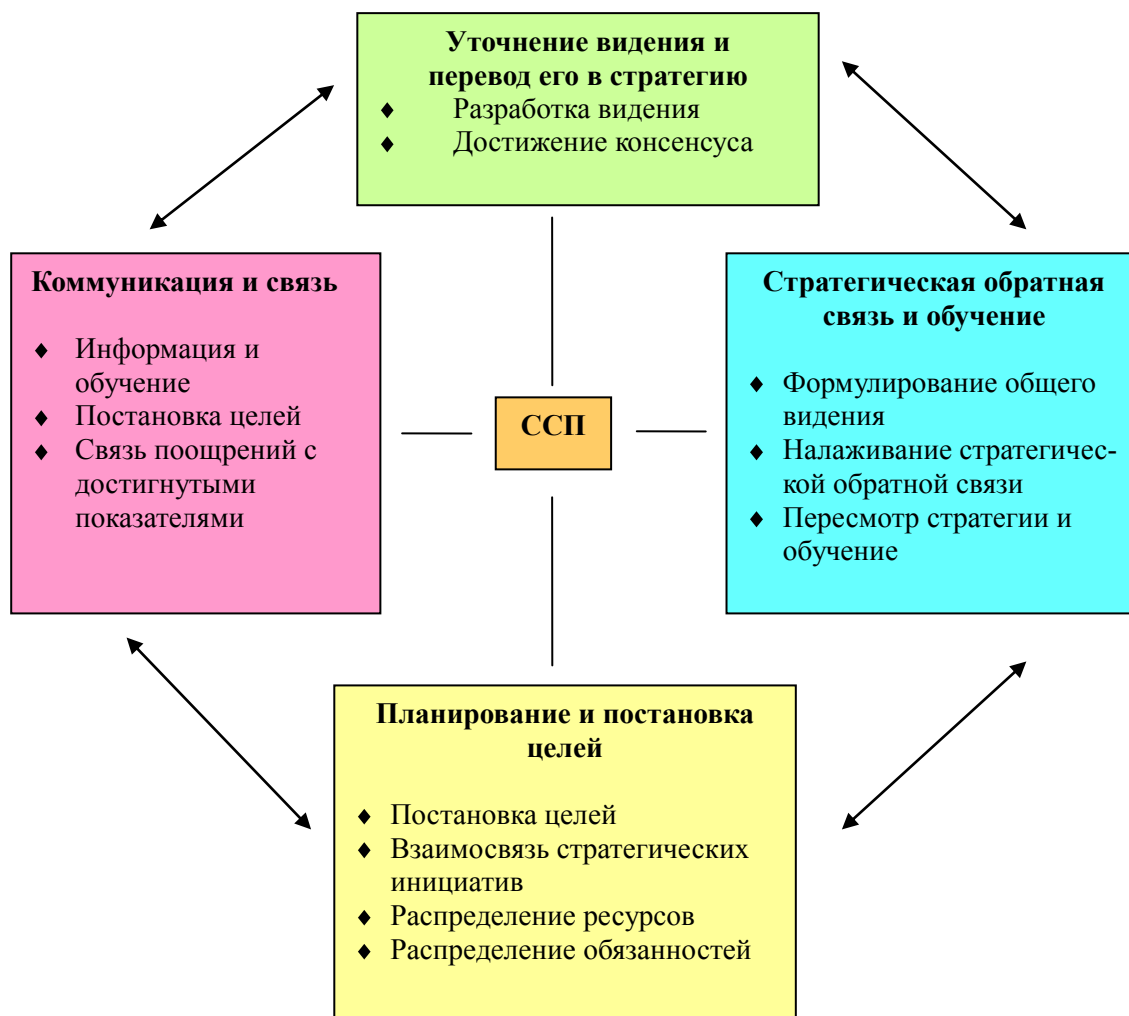 Уточнение видения и
перевод его в стратегию
♦ Разработка видения
♦ Достижение консенсуса
Коммуникация и связь
♦ Информация и
обучение
♦ Постановка целей
♦ Связь поощрений с
достигнутыми
показателями
ССП
Стратегическая обратная
связь и обучение
♦ Формулирование общего
видения
♦ Налаживание стратегичес-
кой обратной связи
♦ Пересмотр стратегии и
обучение
Планирование и постановка
целей
♦ Постановка целей
♦ Взаимосвязь стратегических
инициатив
♦ Распределение ресурсов
♦ Распределение обязанностей